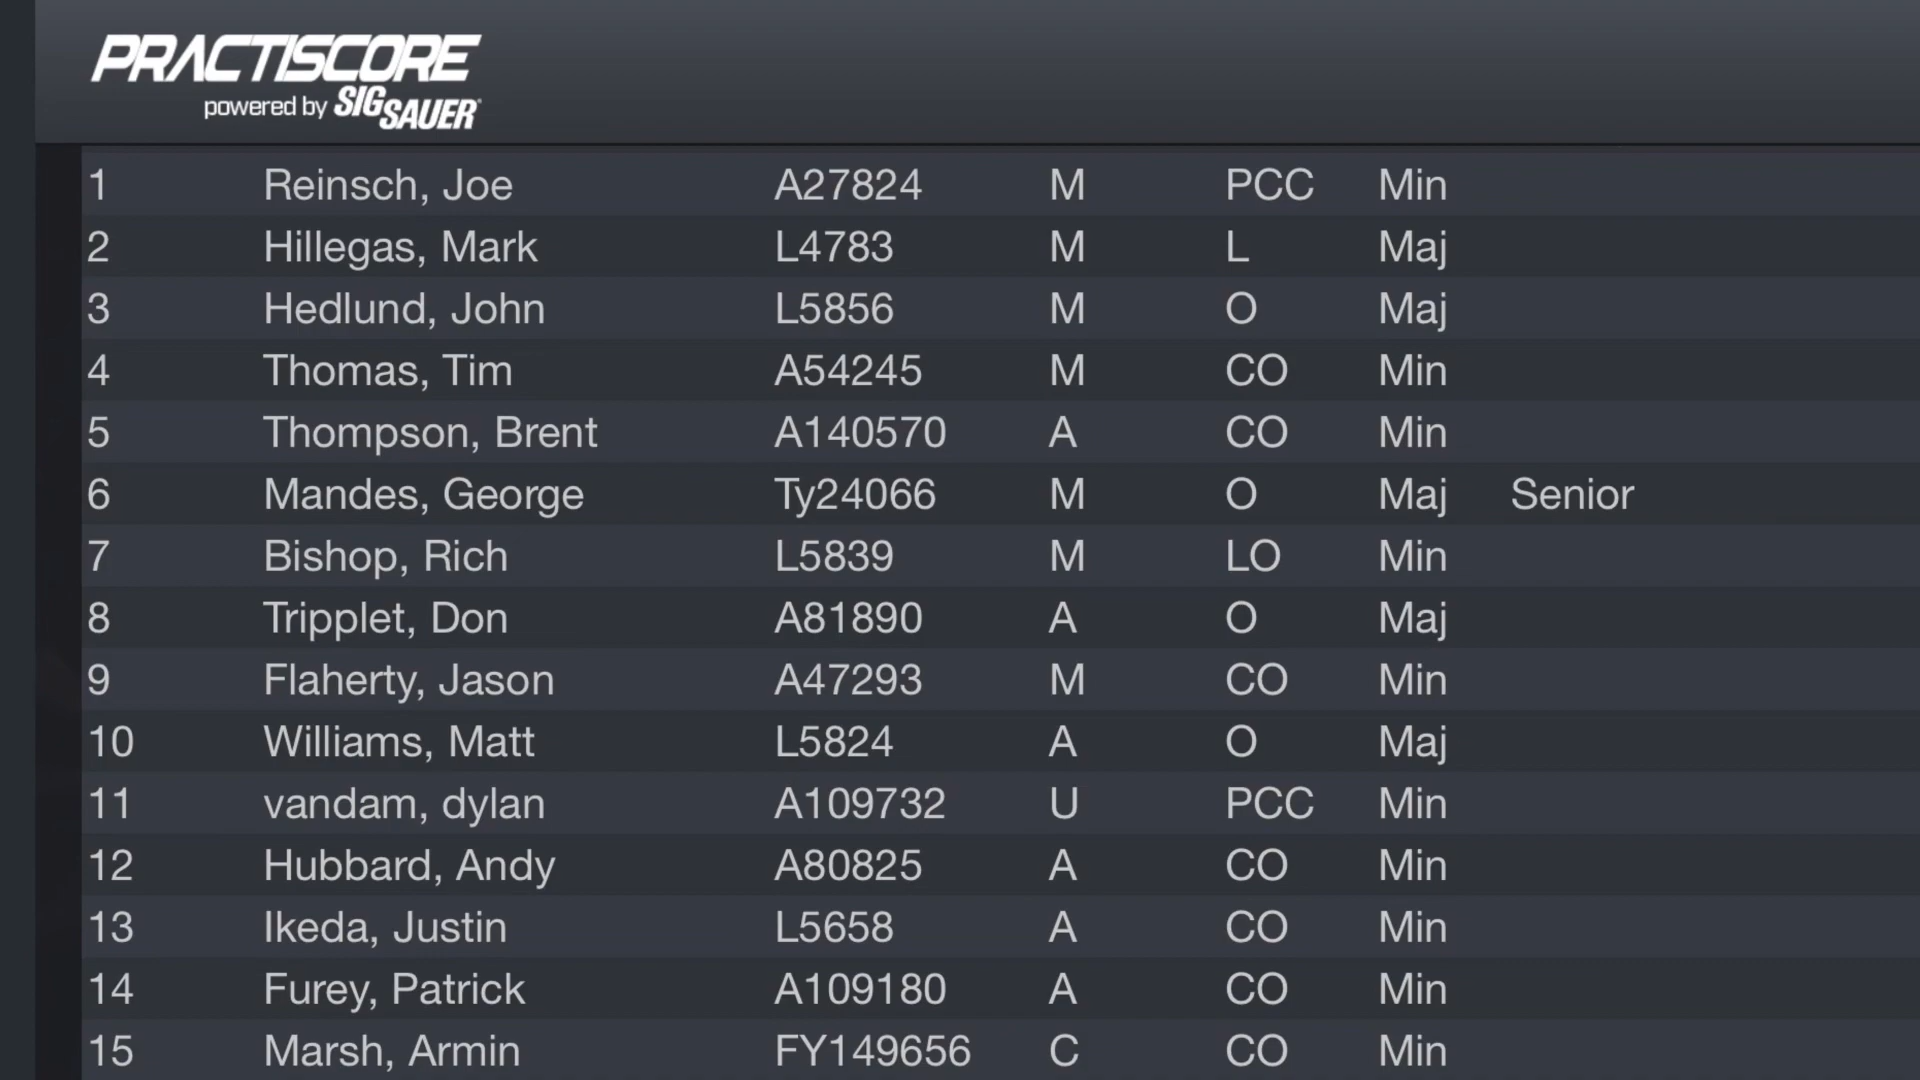 PRACTISCORE
powered by SIG SAUER
1 Reinsch, Joe A27824 M PCC Min
2 Hillegas, Mark L4783 M L Maj
3 Hedlund, John L5856 M O Maj
4 Thomas, Tim A54245 M CO Min
5 Thompson, Brent A140570 A CO Min
6 Mandes, George Ty24066 M O Maj Senior
7 Bishop, Rich L5839 M LO Min
8 Tripplet, Don A81890 A O Maj
9 Flaherty, Jason A47293 M CO Min
10 Williams, Matt L5824 A O Maj
11 vandam, dylan A109732 U PCC Min
12 Hubbard, Andy A80825 A CO Min
13 Ikeda, Justin L5658 A CO Min
14 Furey, Patrick A109180 A CO Min
15 Marsh, Armin FY149656 C CO Min